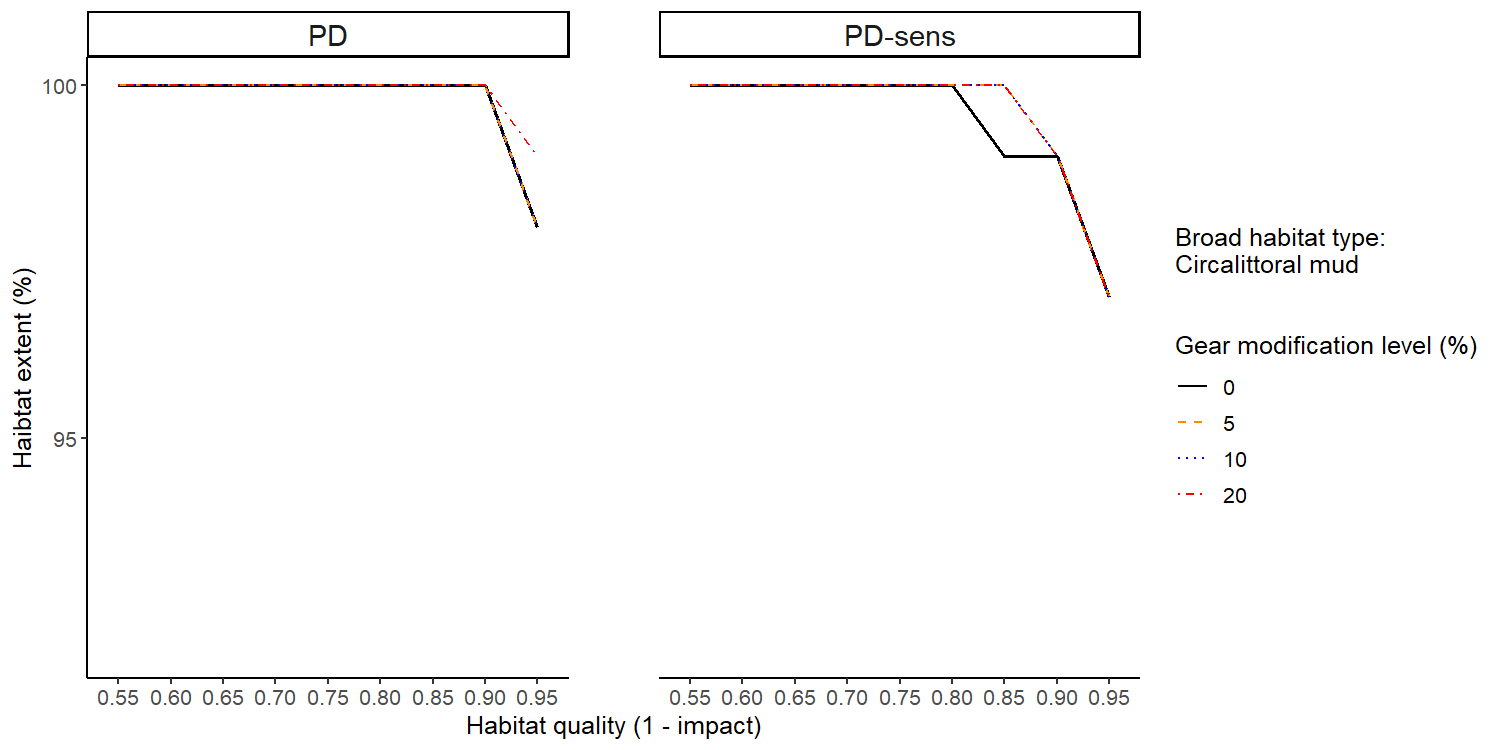 PD
PD-sens
100
95
Haibtat extent (%)
0.55 0.60 0.65 0.70 0.75 0.80 0.85 0.90 0.95
0.55 0.60 0.65 0.70 0.75 0.80 0.85 0.90 0.95
Habitat quality (1 - impact)
Broad habitat type:
Circalittoral mud
Gear modification level (%)
0
5
10
20